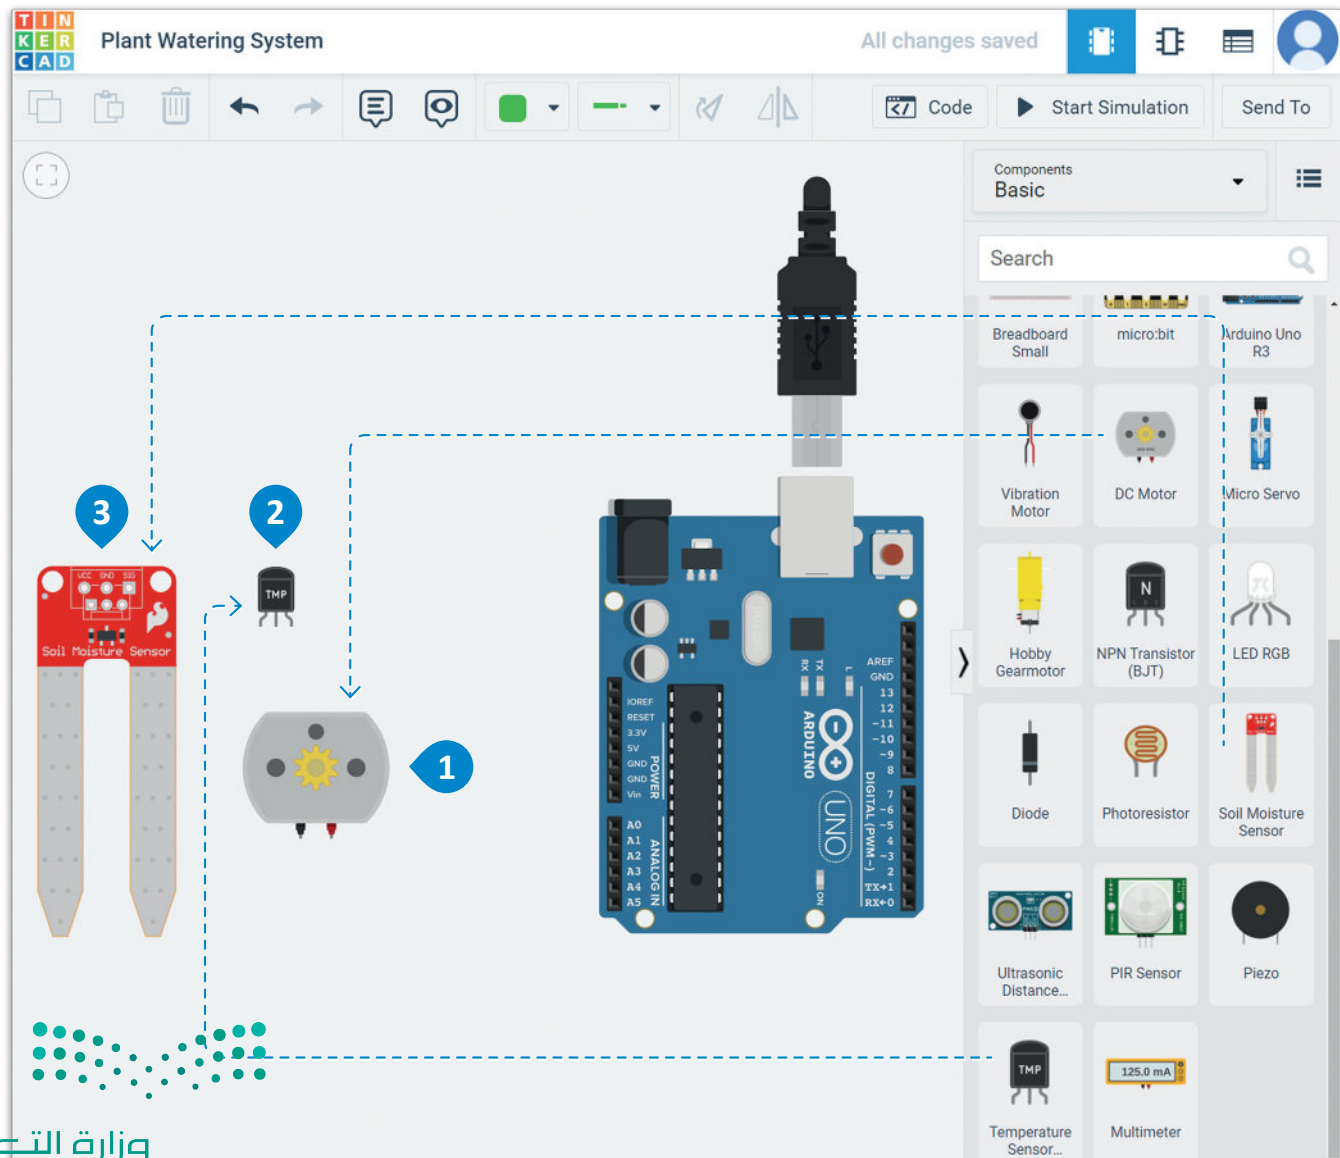 TIN
KER
CAD
Plant Watering System
All changes saved
Code
Start Simulation
Send To
Components
Basic
Search
Breadboard
Small
micro:bit
Arduino Uno
R3
Vibration
Motor
DC Motor
Micro Servo
N
Hobby
Gearmotor
NPN Transistor
(BJT)
LED RGB
Diode
Photoresistor
Soil Moisture
Sensor
Ultrasonic
Distance...
PIR Sensor
Piezo
TMP
125.0 mA
Temperature
Sensor...
Multimeter
3
2
1
VCC GND SIG
Soil Moisture Sensor
TMP
IOREF
RESET
3.3V
5V
GND
GND
Vin
POWER
A0
A1
A2
A3
A4
A5
ANALOG IN
RX
TX
L
ARDUINO
UNO
ON
AREF
GND
13
12
~11
~10
~9
8
7
~6
~5
4
~3
2
TX→1
RX←0
DIGITAL (PWM~)
وزارة التـ